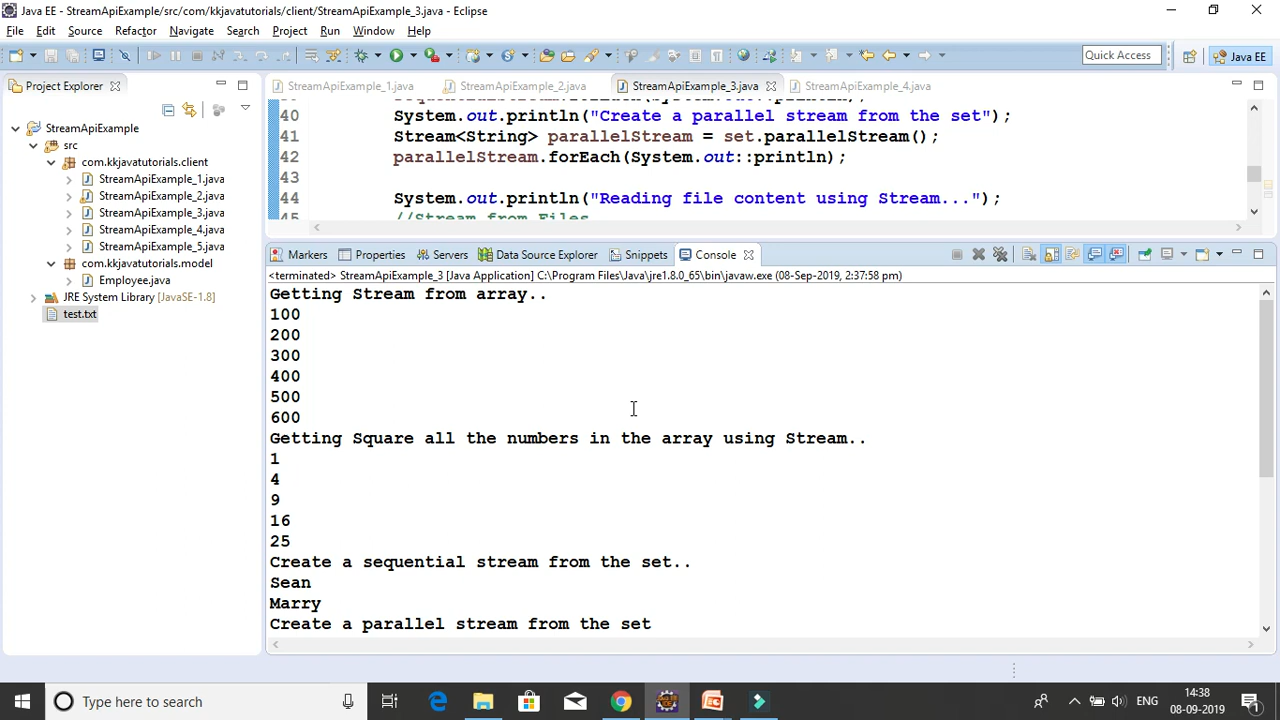 Java EE - StreamApiExample/src/com/kkjavatutorials/client/StreamApiExample_3.java - Eclipse
File Edit Source Refactor Navigate Search Project Run Window Help
Quick Access
Java EE
Project Explorer
StreamApiExample
src
com.kkjavatutorials.client
StreamApiExample_1.java
StreamApiExample_2.java
StreamApiExample_3.java
StreamApiExample_4.java
StreamApiExample_5.java
com.kkjavatutorials.model
Employee.java
JRE System Library [JavaSE-1.8]
test.txt
StreamApiExample_1.java StreamApiExample_2.java StreamApiExample_3.java StreamApiExample_4.java
40 System.out.println("Create a parallel stream from the set");
41 Stream<String> parallelStream = set.parallelStream();
42 parallelStream.forEach(System.out::println);
43
44 System.out.println("Reading file content using Stream...");
45 //Stream from Files
Markers Properties Servers Data Source Explorer Snippets Console
<terminated> StreamApiExample_3 [Java Application] C:\Program Files\Java\jre1.8.0_65\bin\javaw.exe (08-Sep-2019, 2:37:58 pm)
Getting Stream from array..
100
200
300
400
500
600
Getting Square all the numbers in the array using Stream..
1
4
9
16
25
Create a sequential stream from the set..
Sean
Marry
Create a parallel stream from the set
Type here to search
ENG
14:38
08-09-2019
1